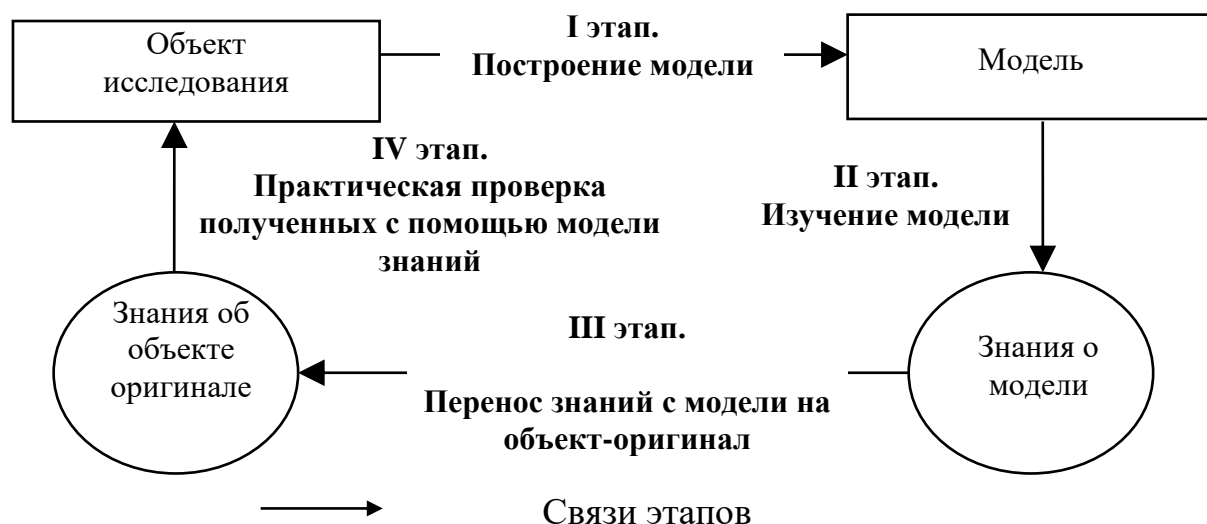 Объект
исследования
I этап.
Построение модели
Модель
IV этап.
Практическая проверка
полученных с помощью модели
знаний
II этап.
Изучение модели
Знания об
объекте
оригинале
III этап.
Перенос знаний с модели на
объект-оригинал
Знания о
модели
Связи этапов